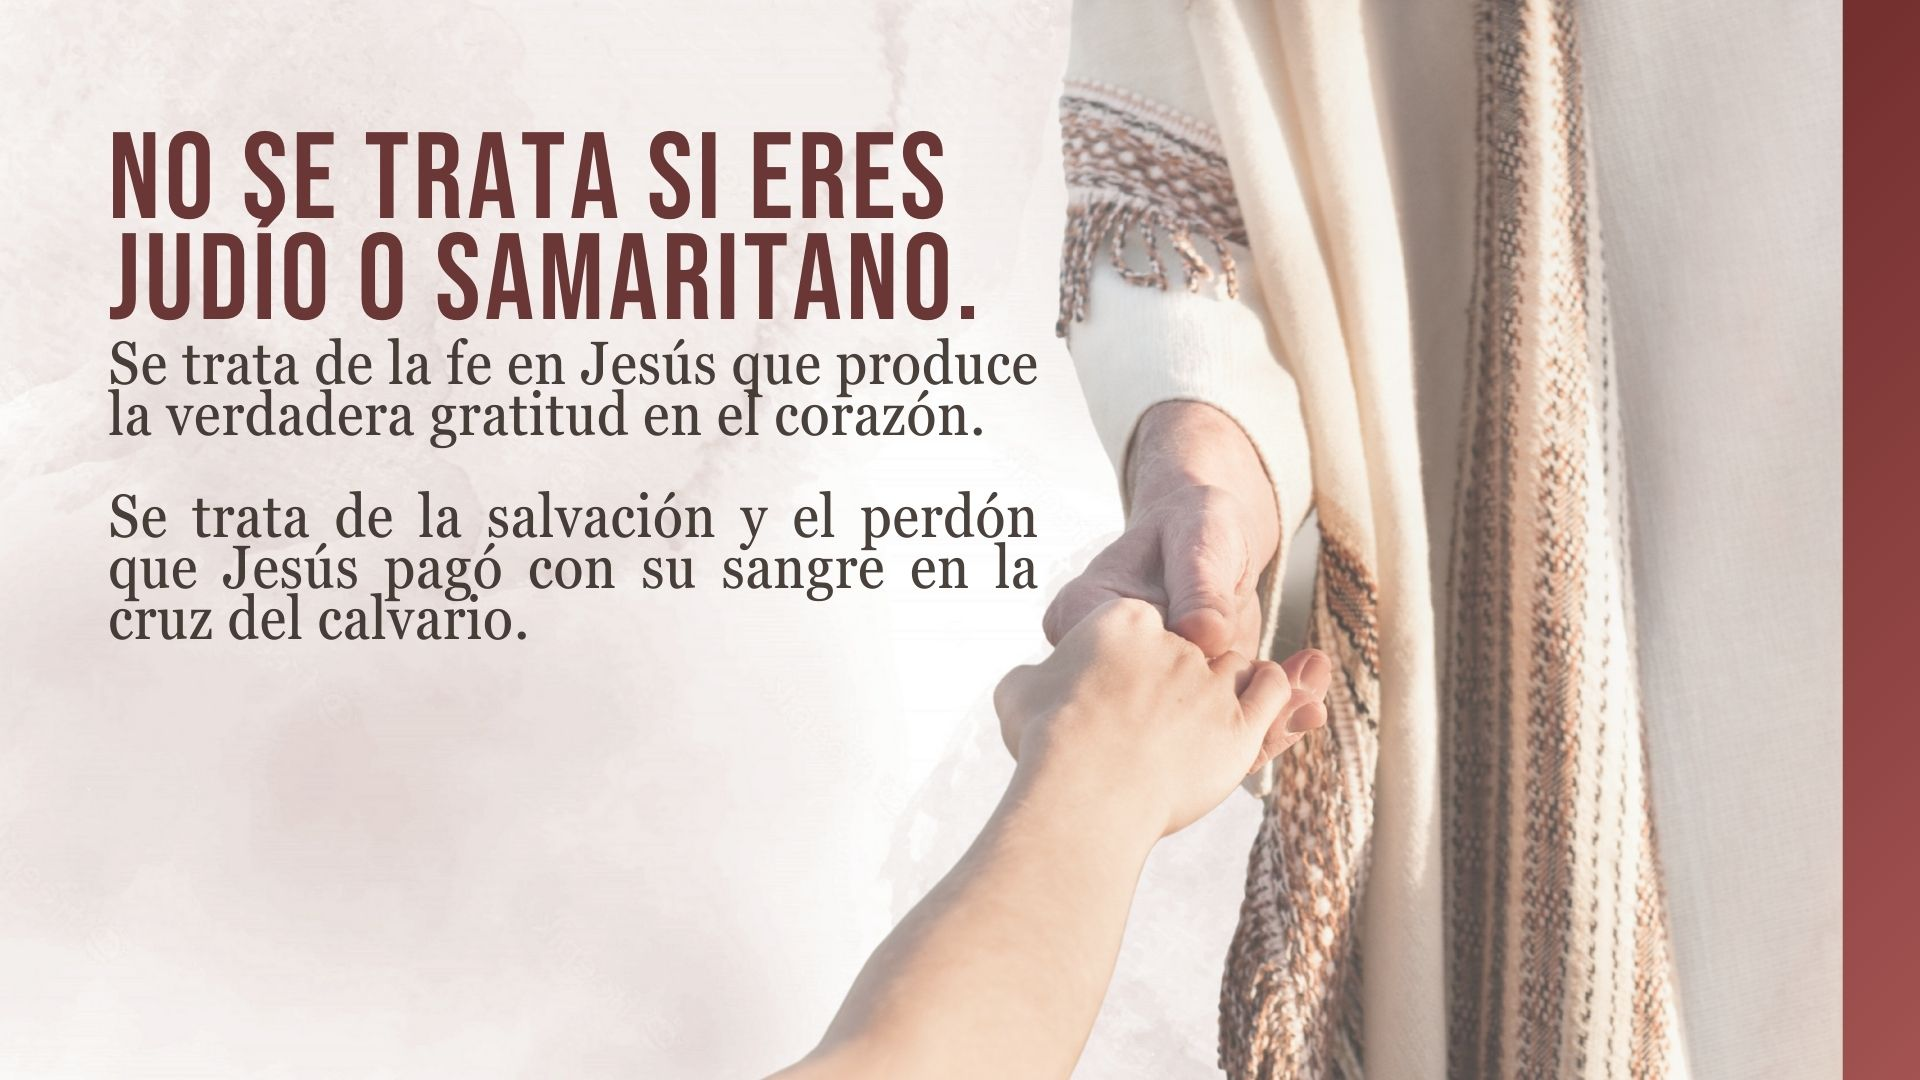 NO SE TRATA SI ERES
JUDÍO O SAMARITANO.
Se trata de la fe en Jesús que produce
la verdadera gratitud en el corazón.
Se trata de la salvación y el perdón
que Jesús pagó con su sangre en la
cruz del calvario.